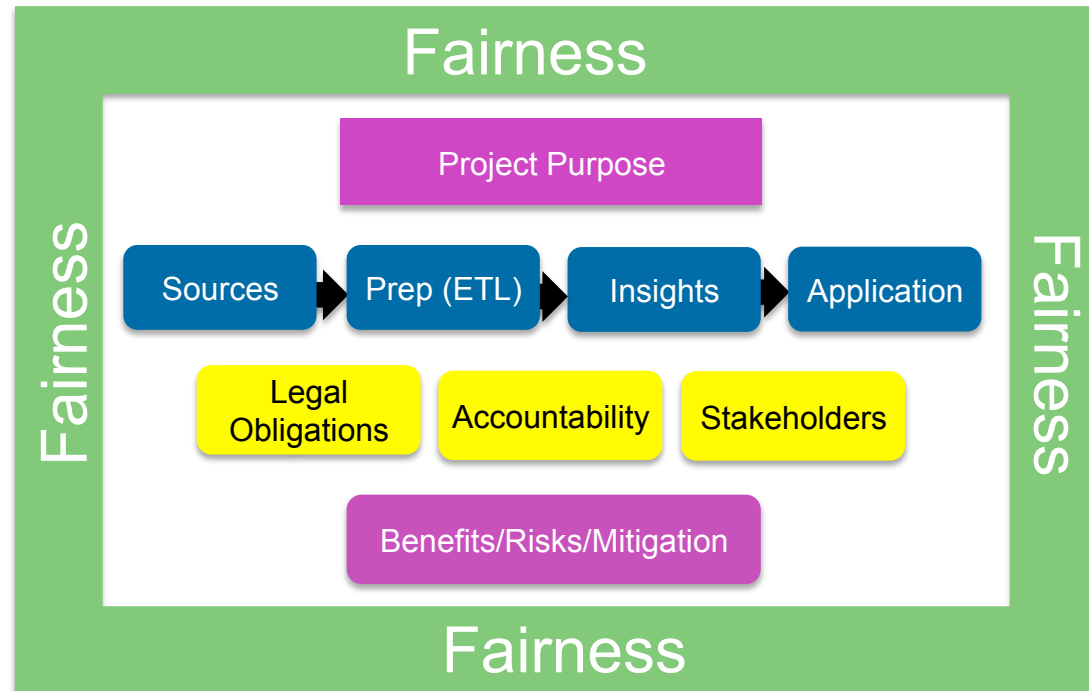 Fairness
Project Purpose
Fairness
Sources
Prep (ETL)
Insights
Application
Fairness
Legal
Obligations
Accountability
Stakeholders
Benefits/Risks/Mitigation
Fairness